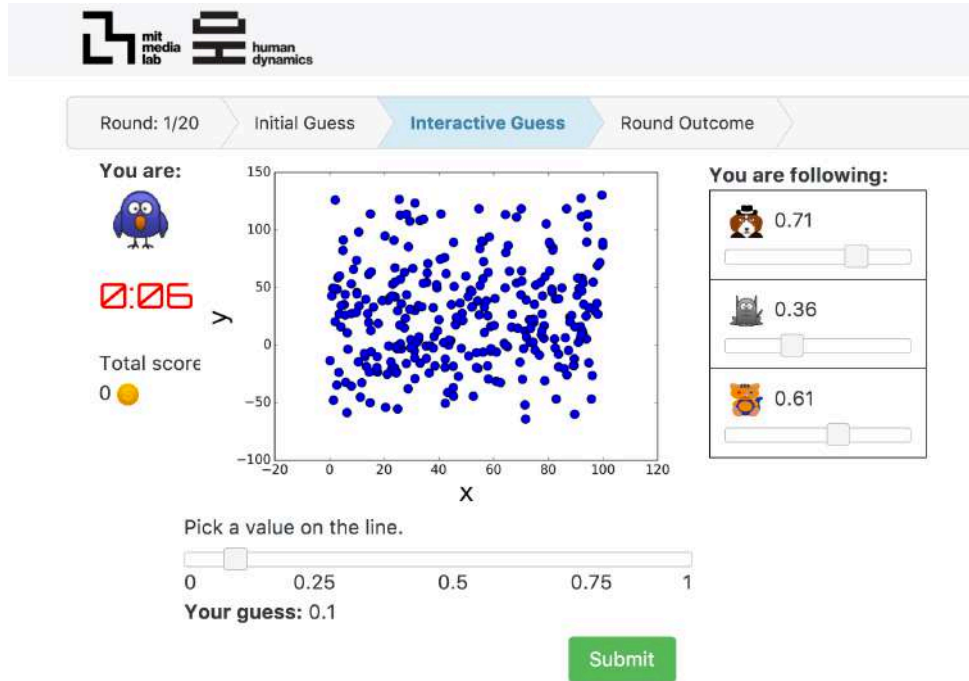 mit
media
lab
human
dynamics
Round: 1/20
Initial Guess
Interactive Guess
Round Outcome
You are:
0:06
Total score
0
150
100
50
0
−50
−100
−20
0
20
40
60
80
100
120
y
x
You are following:
0.71
0.36
0.61
Pick a value on the line.
0 0.25 0.5 0.75 1
Your guess: 0.1
Submit